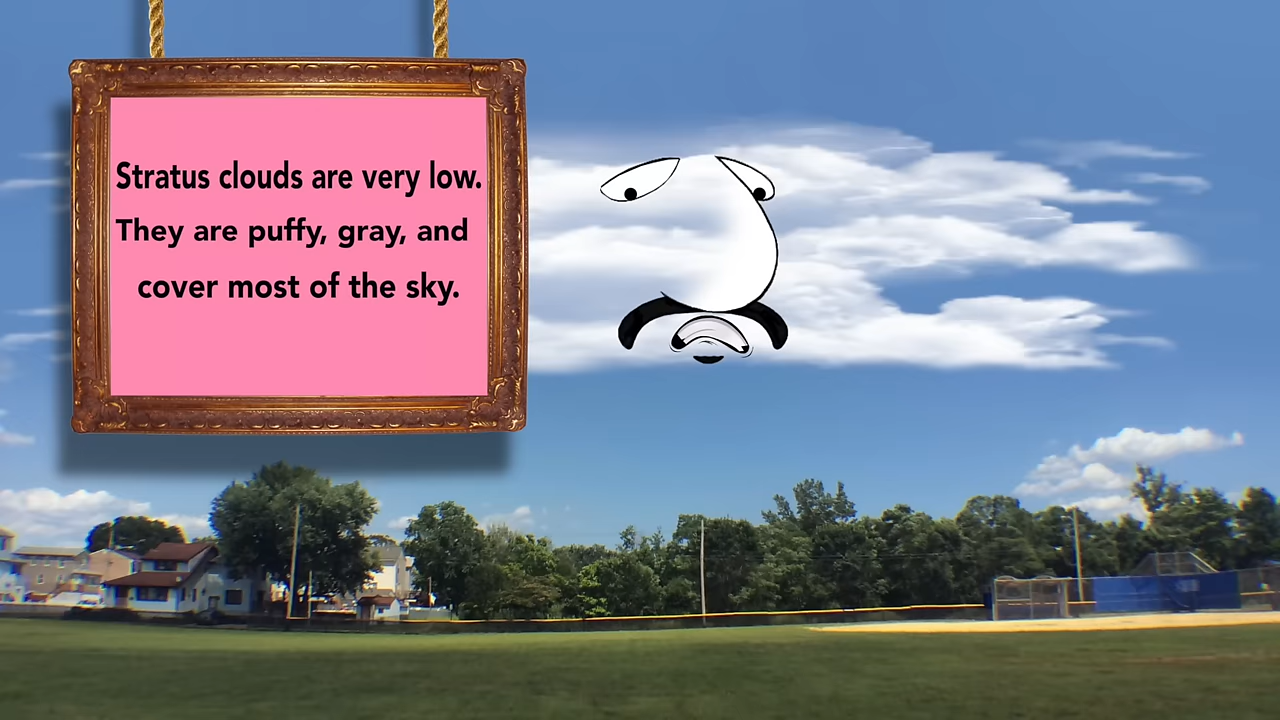 Stratus clouds are very low.
They are puffy, gray, and
cover most of the sky.